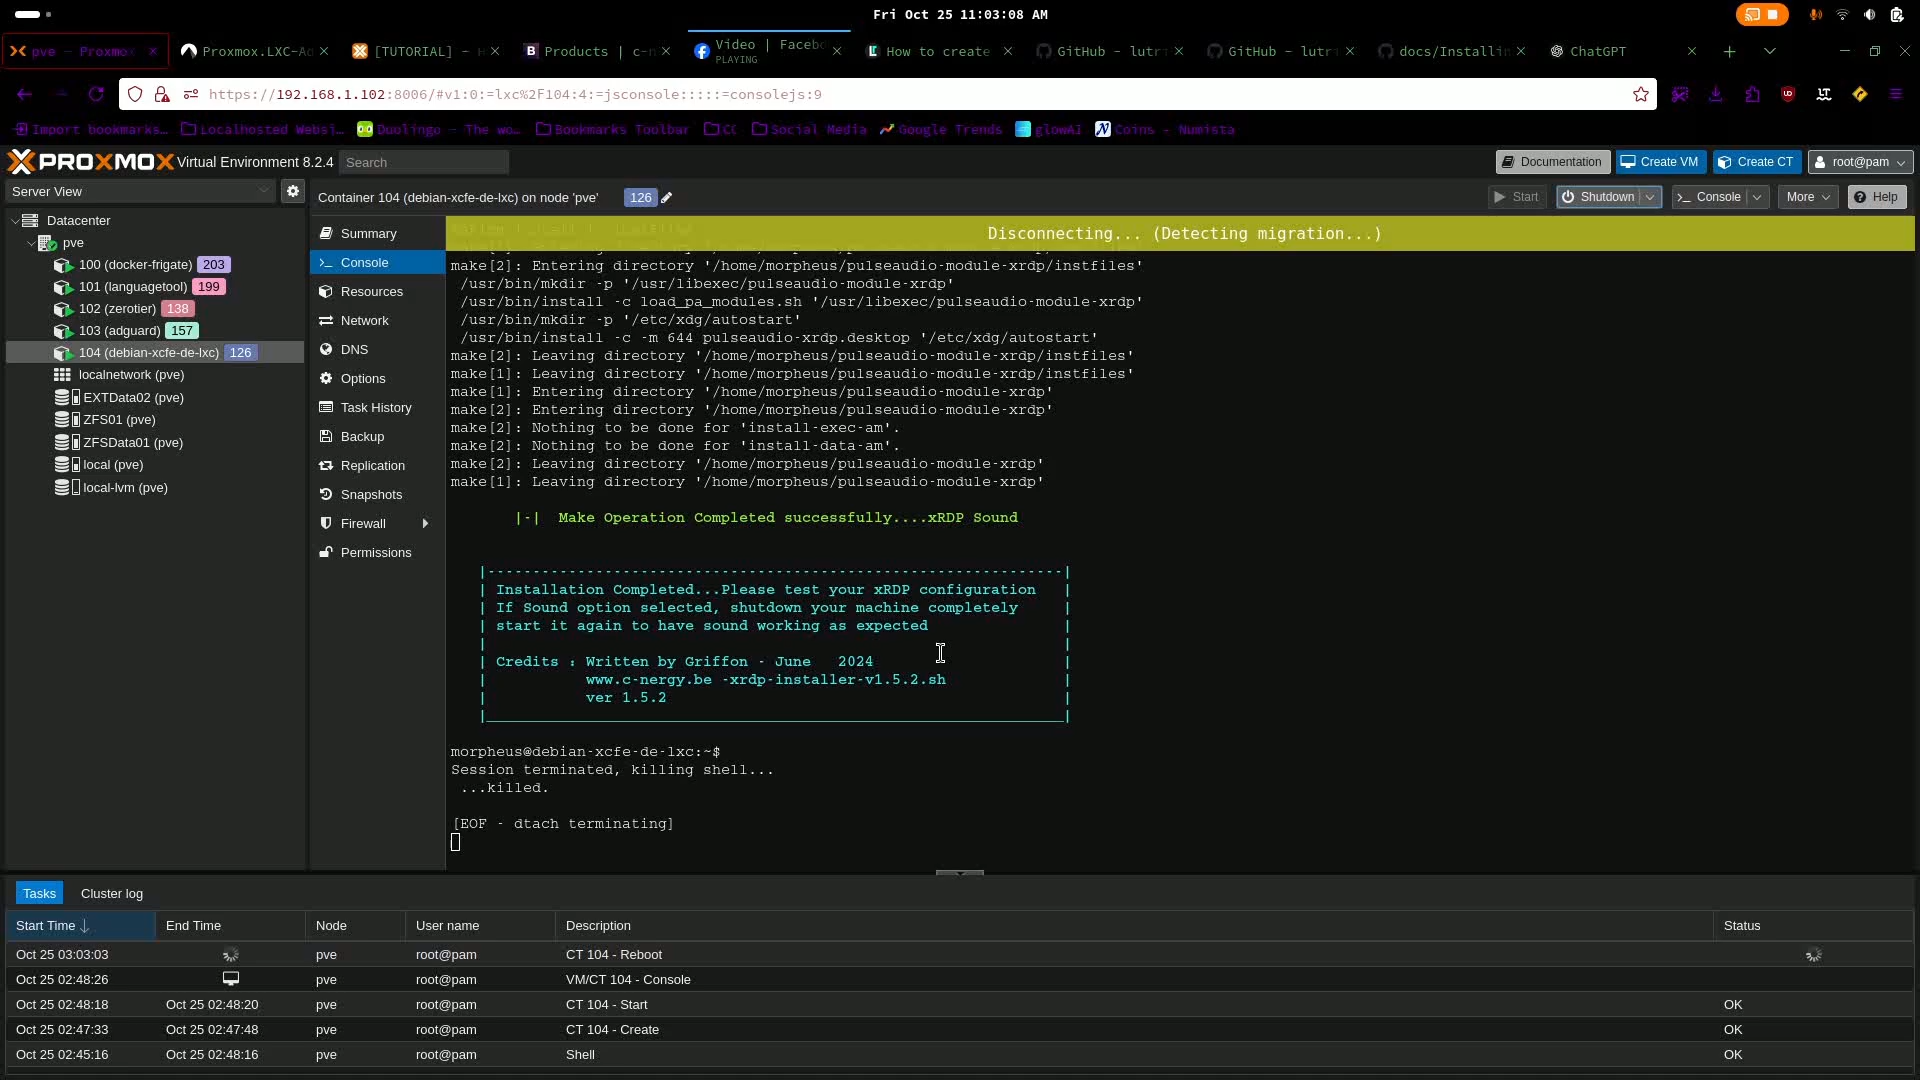 Fri Oct 25 11:03:08 AM
pve - Proxmox
Proxmox.LXC-Ad
[TUTORIAL] - H
Products | c-n
Video | Facebo
PLAYING
How to create
GitHub - lutri
GitHub - lutri
docs/Installin
ChatGPT
https://192.168.1.102:8006/#v1:0:=lxc%2F104:4:=jsconsole:::::=consolejs:9
Import bookmarks...
Localhosted Websi...
Duolingo - The wo...
Bookmarks Toolbar
CC
Social Media
Google Trends
glowAI
Coins - Numista
PROXMOX Virtual Environment 8.2.4
Search
Documentation
Create VM
Create CT
root@pam
Server View
Container 104 (debian-xcfe-de-lxc) on node 'pve'
126
Start
Shutdown
Console
More
Help
Datacenter
pve
100 (docker-frigate) 203
101 (languagetool) 199
102 (zerotier) 138
103 (adguard) 157
104 (debian-xcfe-de-lxc) 126
localnetwork (pve)
EXTData02 (pve)
ZFS01 (pve)
ZFSData01 (pve)
local (pve)
local-lvm (pve)
Summary
Console
Resources
Network
DNS
Options
Task History
Backup
Replication
Snapshots
Firewall
Permissions
Disconnecting... (Detecting migration...)
make[2]: Entering directory '/home/morpheus/pulseaudio-module-xrdp/instfiles'
/usr/bin/mkdir -p '/usr/libexec/pulseaudio-module-xrdp'
/usr/bin/install -c load_pa_modules.sh '/usr/libexec/pulseaudio-module-xrdp'
/usr/bin/mkdir -p '/etc/xdg/autostart'
/usr/bin/install -c -m 644 pulseaudio-xrdp.desktop '/etc/xdg/autostart'
make[2]: Leaving directory '/home/morpheus/pulseaudio-module-xrdp/instfiles'
make[1]: Leaving directory '/home/morpheus/pulseaudio-module-xrdp/instfiles'
make[1]: Entering directory '/home/morpheus/pulseaudio-module-xrdp'
make[2]: Entering directory '/home/morpheus/pulseaudio-module-xrdp'
make[2]: Nothing to be done for 'install-exec-am'.
make[2]: Nothing to be done for 'install-data-am'.
make[2]: Leaving directory '/home/morpheus/pulseaudio-module-xrdp'
make[1]: Leaving directory '/home/morpheus/pulseaudio-module-xrdp'
|-| Make Operation Completed successfully....xRDP Sound
|----------------------------------------------------------------|
| Installation Completed...Please test your xRDP configuration |
| If Sound option selected, shutdown your machine completely |
| start it again to have sound working as expected |
| |
| Credits : Written by Griffon - June 2024 |
| www.c-nergy.be -xrdp-installer-v1.5.2.sh |
| ver 1.5.2 |
|________________________________________________________________|
morpheus@debian-xcfe-de-lxc:~$
Session terminated, killing shell...
...killed.
[EOF - dtach terminating]
Tasks
Cluster log
Start Time End Time Node User name Description Status
Oct 25 03:03:03 pve root@pam CT 104 - Reboot
Oct 25 02:48:26 pve root@pam VM/CT 104 - Console
Oct 25 02:48:18 Oct 25 02:48:20 pve root@pam CT 104 - Start OK
Oct 25 02:47:33 Oct 25 02:47:48 pve root@pam CT 104 - Create OK
Oct 25 02:45:16 Oct 25 02:48:16 pve root@pam Shell OK